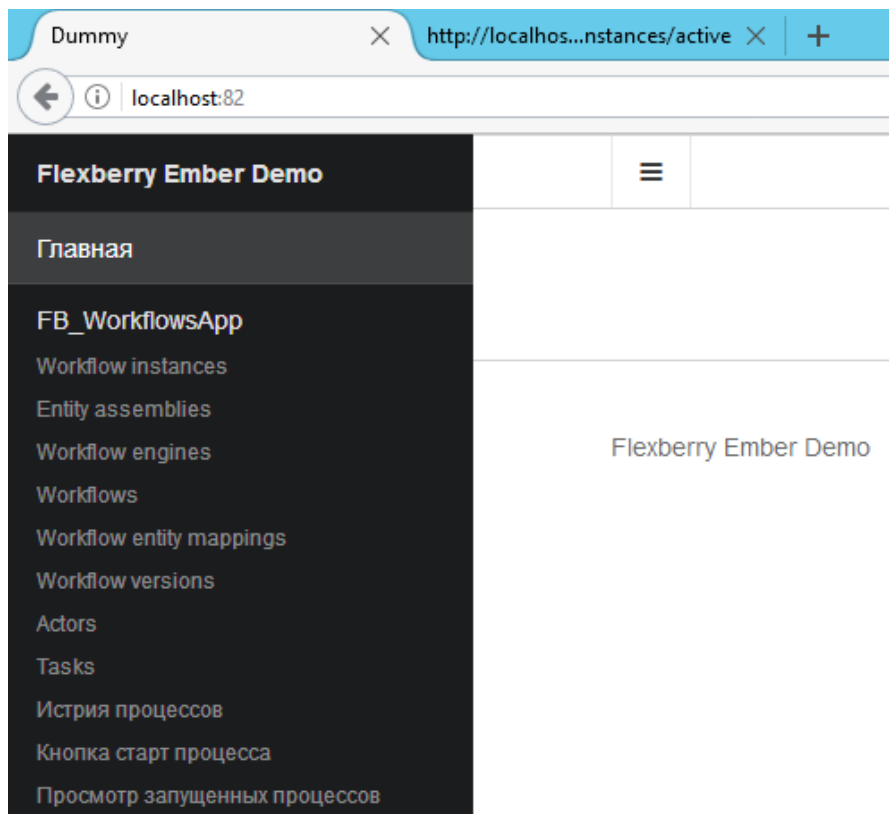 Dummy
http://localhos...nstances/active
localhost:82
Flexberry Ember Demo
Главная
FB_WorkflowsApp
Workflow instances
Entity assemblies
Workflow engines
Workflows
Workflow entity mappings
Workflow versions
Actors
Tasks
Истрия процессов
Кнопка старт процесса
Просмотр запущенных процессов
Flexberry Ember Demo